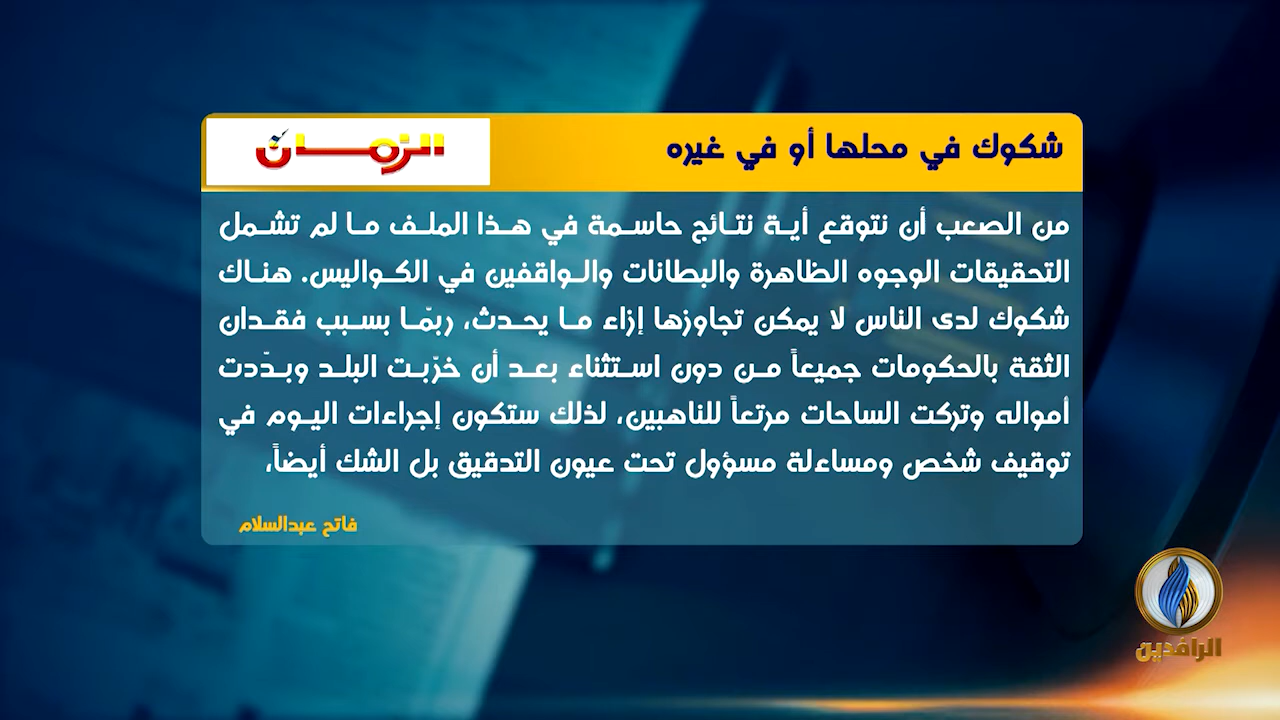 شكوك في محلها أو في غيره
الزمان
من الصعب أن نتوقع أية نتائج حاسمة في هذا الملف ما لم تشمل
التحقيقات الوجوه الظاهرة والبطانات والواقفين في الكواليس. هناك
شكوك لدى الناس لا يمكن تجاوزها إزاء ما يحدث، ربمّا بسبب فقدان
الثقة بالحكومات جميعاً من دون استثناء بعد أن خرّبت البلد وبدّدت
أمواله وتركت الساحات مرتعاً للناهبين، لذلك ستكون إجراءات اليوم في
توقيف شخص ومساءلة مسؤول تحت عيون التدقيق بل الشك أيضاً،
فاتح عبدالسلام
الرافدين